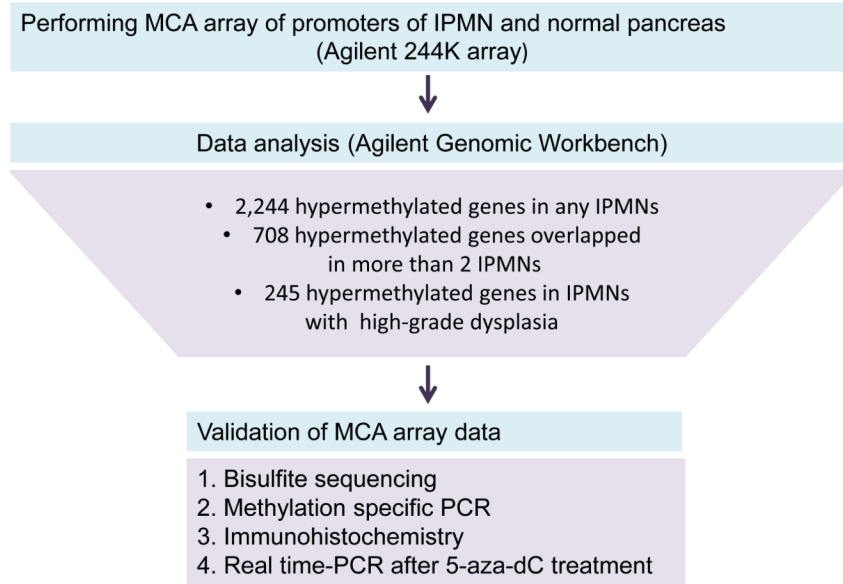 Performing MCA array of promoters of IPMN and normal pancreas
(Agilent 244K array)
Data analysis (Agilent Genomic Workbench)
• 2,244 hypermethylated genes in any IPMNs
• 708 hypermethylated genes overlapped
in more than 2 IPMNs
• 245 hypermethylated genes in IPMNs
with high-grade dysplasia
Validation of MCA array data
1. Bisulfite sequencing
2. Methylation specific PCR
3. Immunohistochemistry
4. Real time-PCR after 5-aza-dC treatment